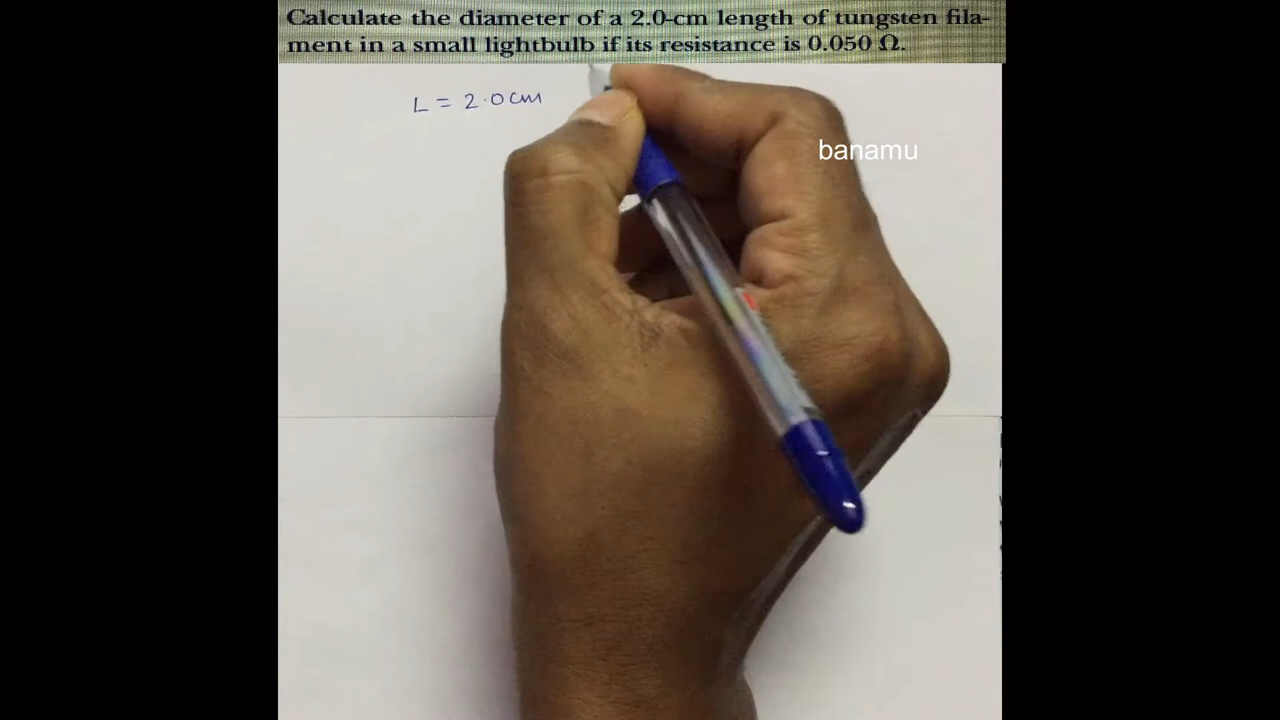 Calculate the diameter of a 2.0-cm length of tungsten fila-
ment in a small lightbulb if its resistance is 0.050 Ω.
L = 2.0 cm
banamu